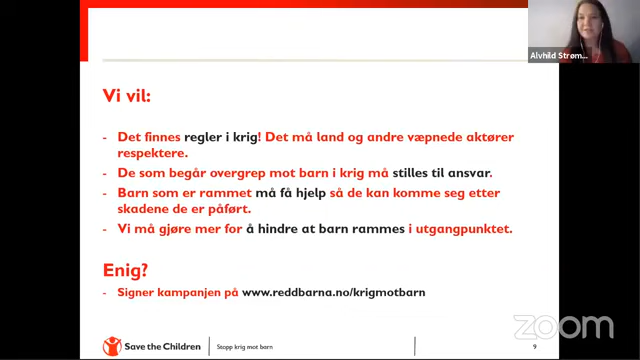 Alvhild Strøm...
Vi vil:
- Det finnes regler i krig! Det må land og andre væpnede aktører
respektere.
- De som begår overgrep mot barn i krig må stilles til ansvar.
- Barn som er rammet må få hjelp så de kan komme seg etter
skadene de er påført.
- Vi må gjøre mer for å hindre at barn rammes i utgangpunktet.
Enig?
- Signer kampanjen på www.reddbarna.no/krigmotbarn
Save the Children
Stopp krig mot barn
9
zoom